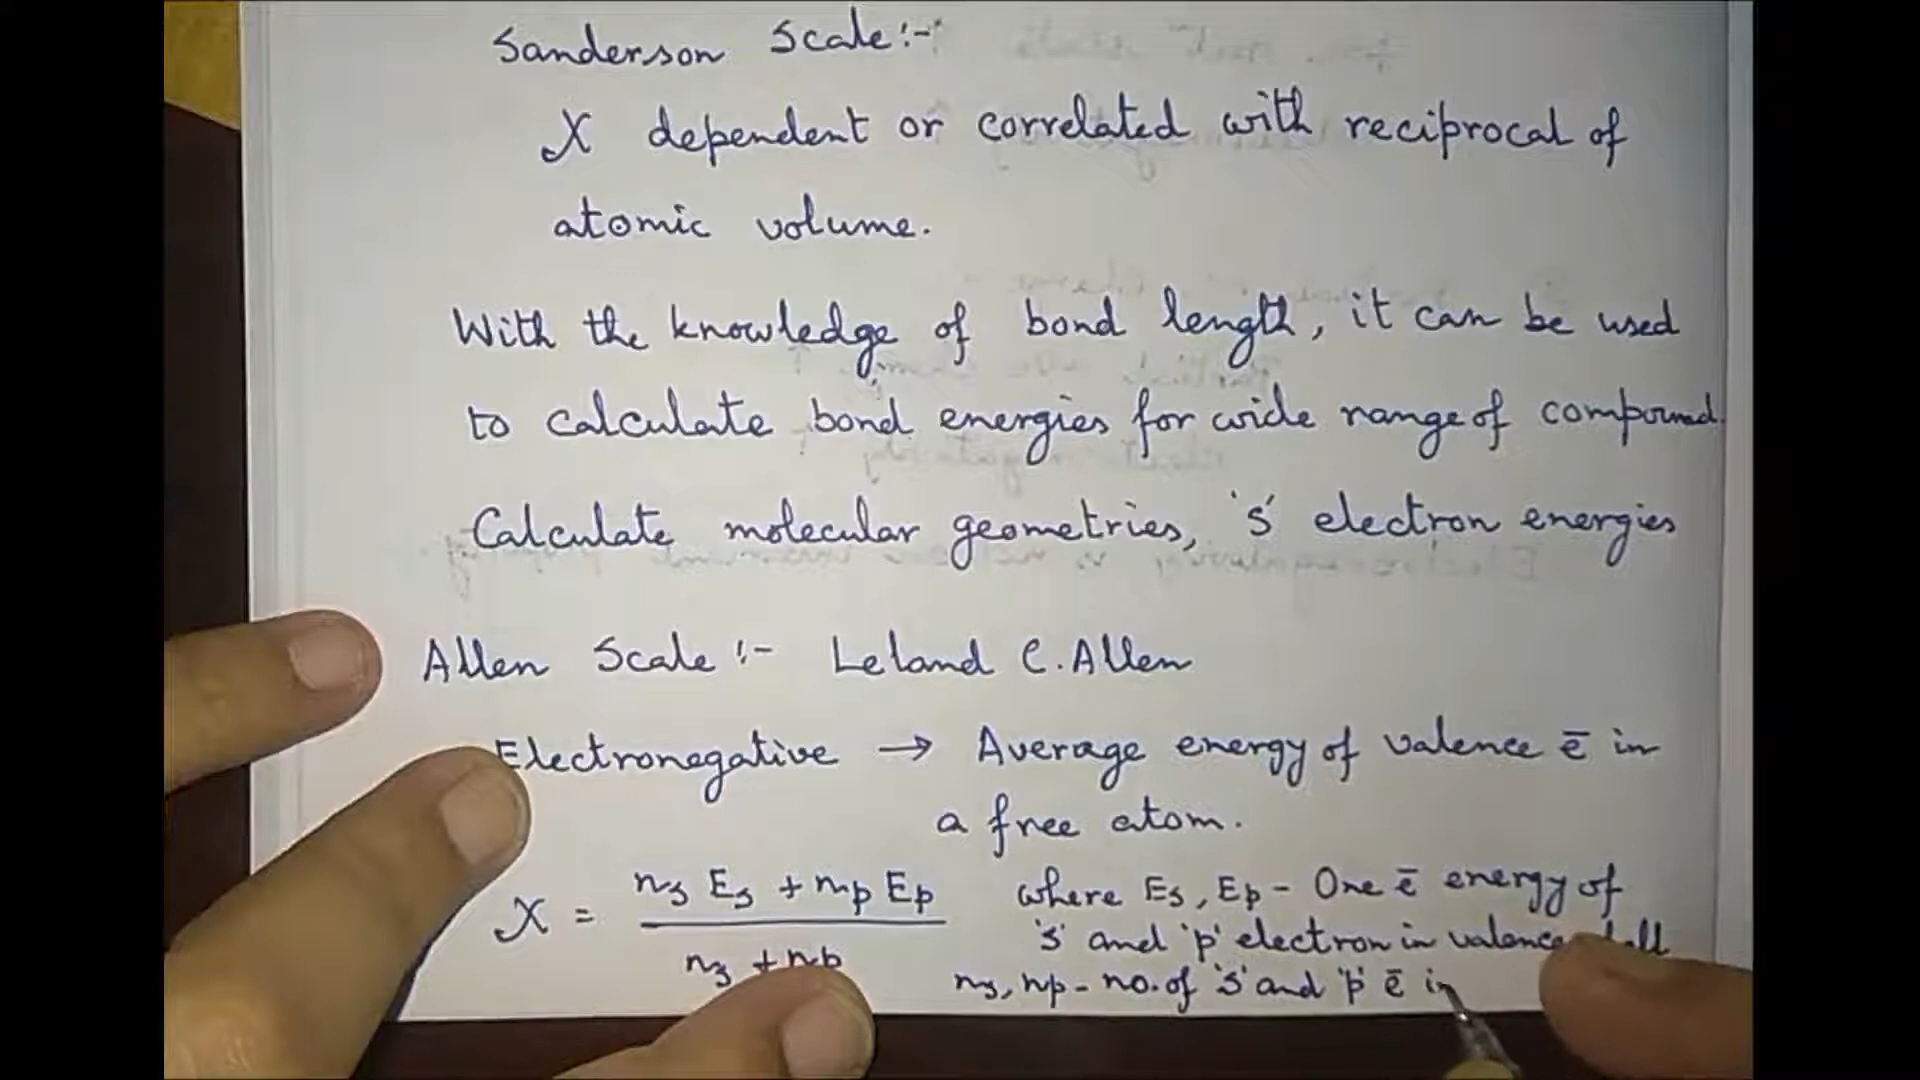 Sanderson Scale :-
X dependent or correlated with reciprocal of
atomic volume.
With the knowledge of bond length, it can be used
to calculate bond energies for wide range of compound.
Calculate molecular geometries, 's' electron energies
Allen Scale :- Leland C. Allen
Electronegative → Average energy of valence ē in
a free atom.
X = ns Es + np Ep / ns + np
where Es, Ep - One ē energy of
's' and 'p' electron in valence
ns, np - no. of 's' and 'p' ē in